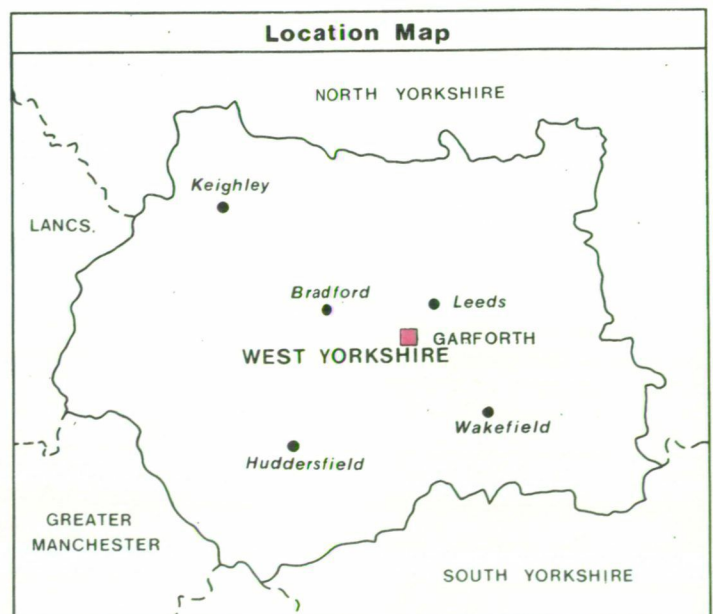 Location Map
NORTH YORKSHIRE
Keighley
LANCS.
Bradford
Leeds
GARFORTH
WEST YORKSHIRE
Wakefield
Huddersfield
GREATER
MANCHESTER
SOUTH YORKSHIRE